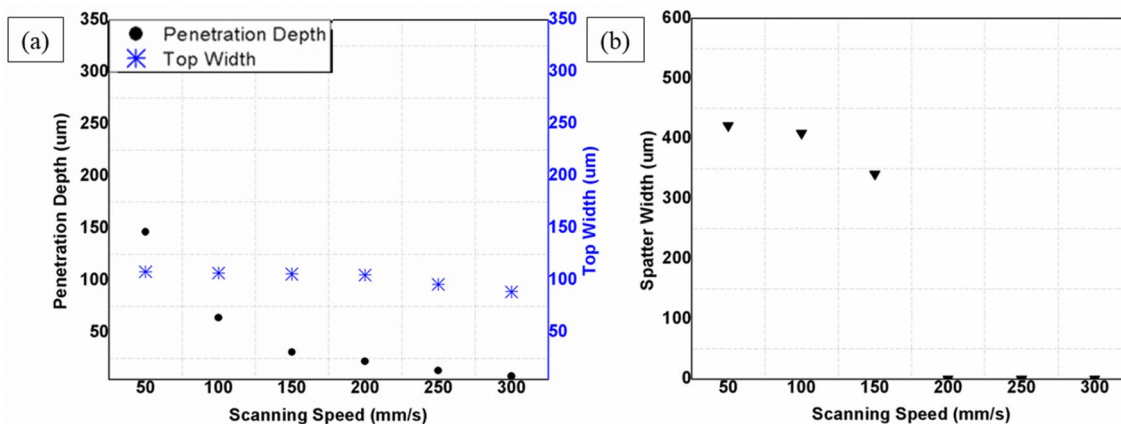 (a)
Penetration Depth
Top Width
350
300
250
200
150
100
50
Penetration Depth (um)
50 100 150 200 250 300
Scanning Speed (mm/s)
350
300
250
200
150
100
50
Top Width (um)
(b)
600
500
400
300
200
100
0
Spatter Width (um)
50 100 150 200 250 300
Scanning Speed (mm/s)